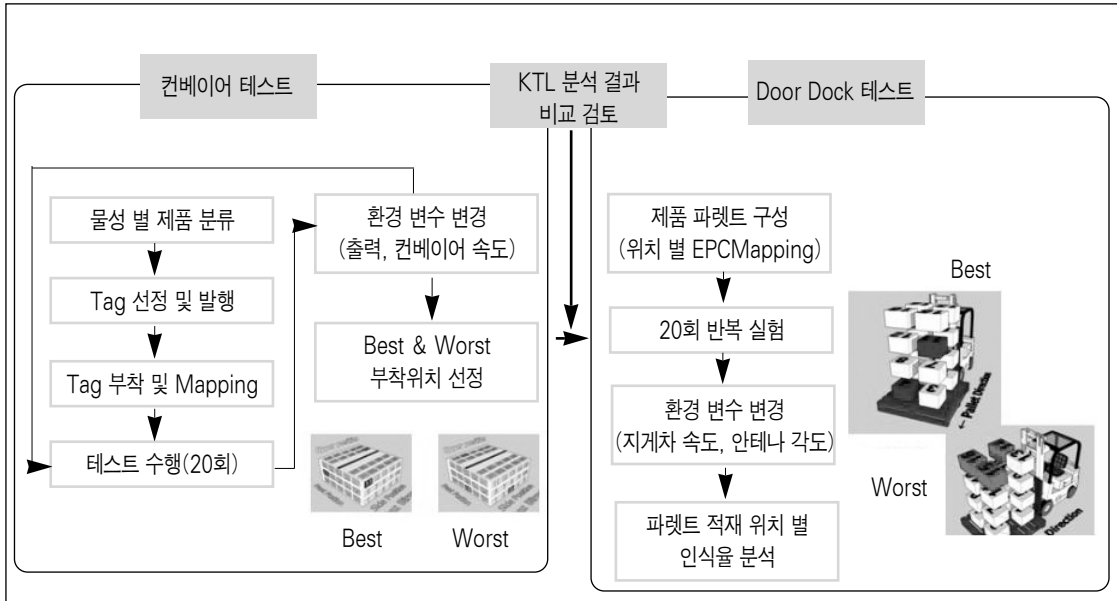 컨베이어 테스트
KTL 분석 결과
비교 검토
Door Dock 테스트
물성 별 제품 분류
Tag 선정 및 발행
Tag 부착 및 Mapping
테스트 수행(20회)
환경 변수 변경
(출력, 컨베이어 속도)
Best & Worst
부착위치 선정
Best
Worst
제품 파렛트 구성
(위치 별 EPCMapping)
20회 반복 실험
환경 변수 변경
(지게차 속도, 안테나 각도)
파렛트 적재 위치 별
인식율 분석
Best
← Pallet Directio
Worst
Direction